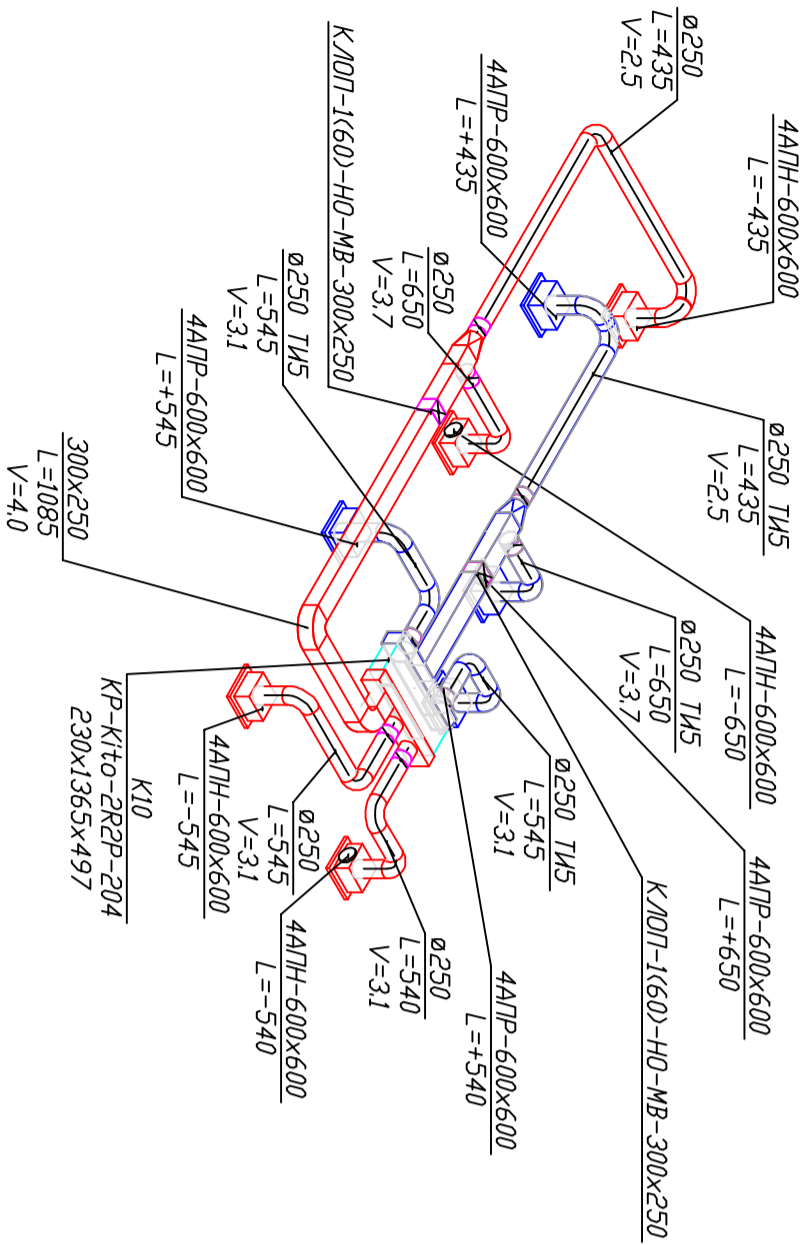 ø250
L=435
V=2.5
4АПН-600х600
L=-435
4АПР-600х600
L=+435
КЛОП-1(60)-НО-МВ-300х250
ø250
L=650
V=3.7
ø250 ТИ5
L=545
V=3.1
4АПР-600х600
L=+545
300х250
L=1085
V=4,0
ø250 ТИ5
L=435
V=2.5
4АПН-600х600
L=-650
ø250 ТИ5
L=650
V=3.7
4АПР-600х600
L=+650
КЛОП-1(60)-НО-МВ-300х250
ø250 ТИ5
L=545
V=3.1
К10
KP-Kito-2R2P-204
230x1365x497
4АПН-600х600
L=-545
ø250
L=545
V=3.1
4АПН-600х600
L=-540
ø250
L=540
V=3.1
4АПР-600х600
L=+540